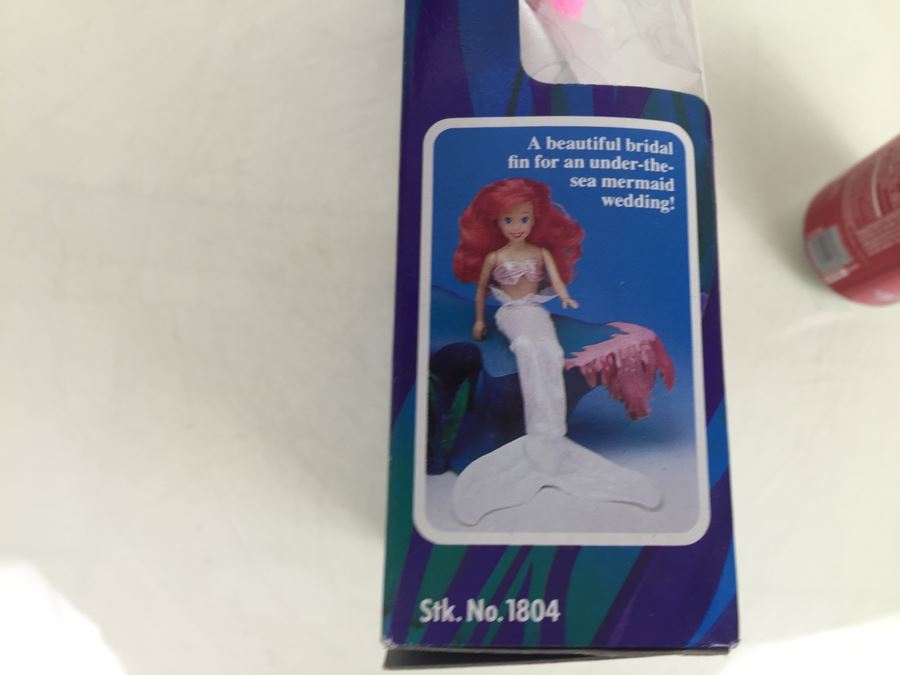 A beautiful bridal
fin for an under-the-
sea mermaid
wedding!
Stk. No. 1804